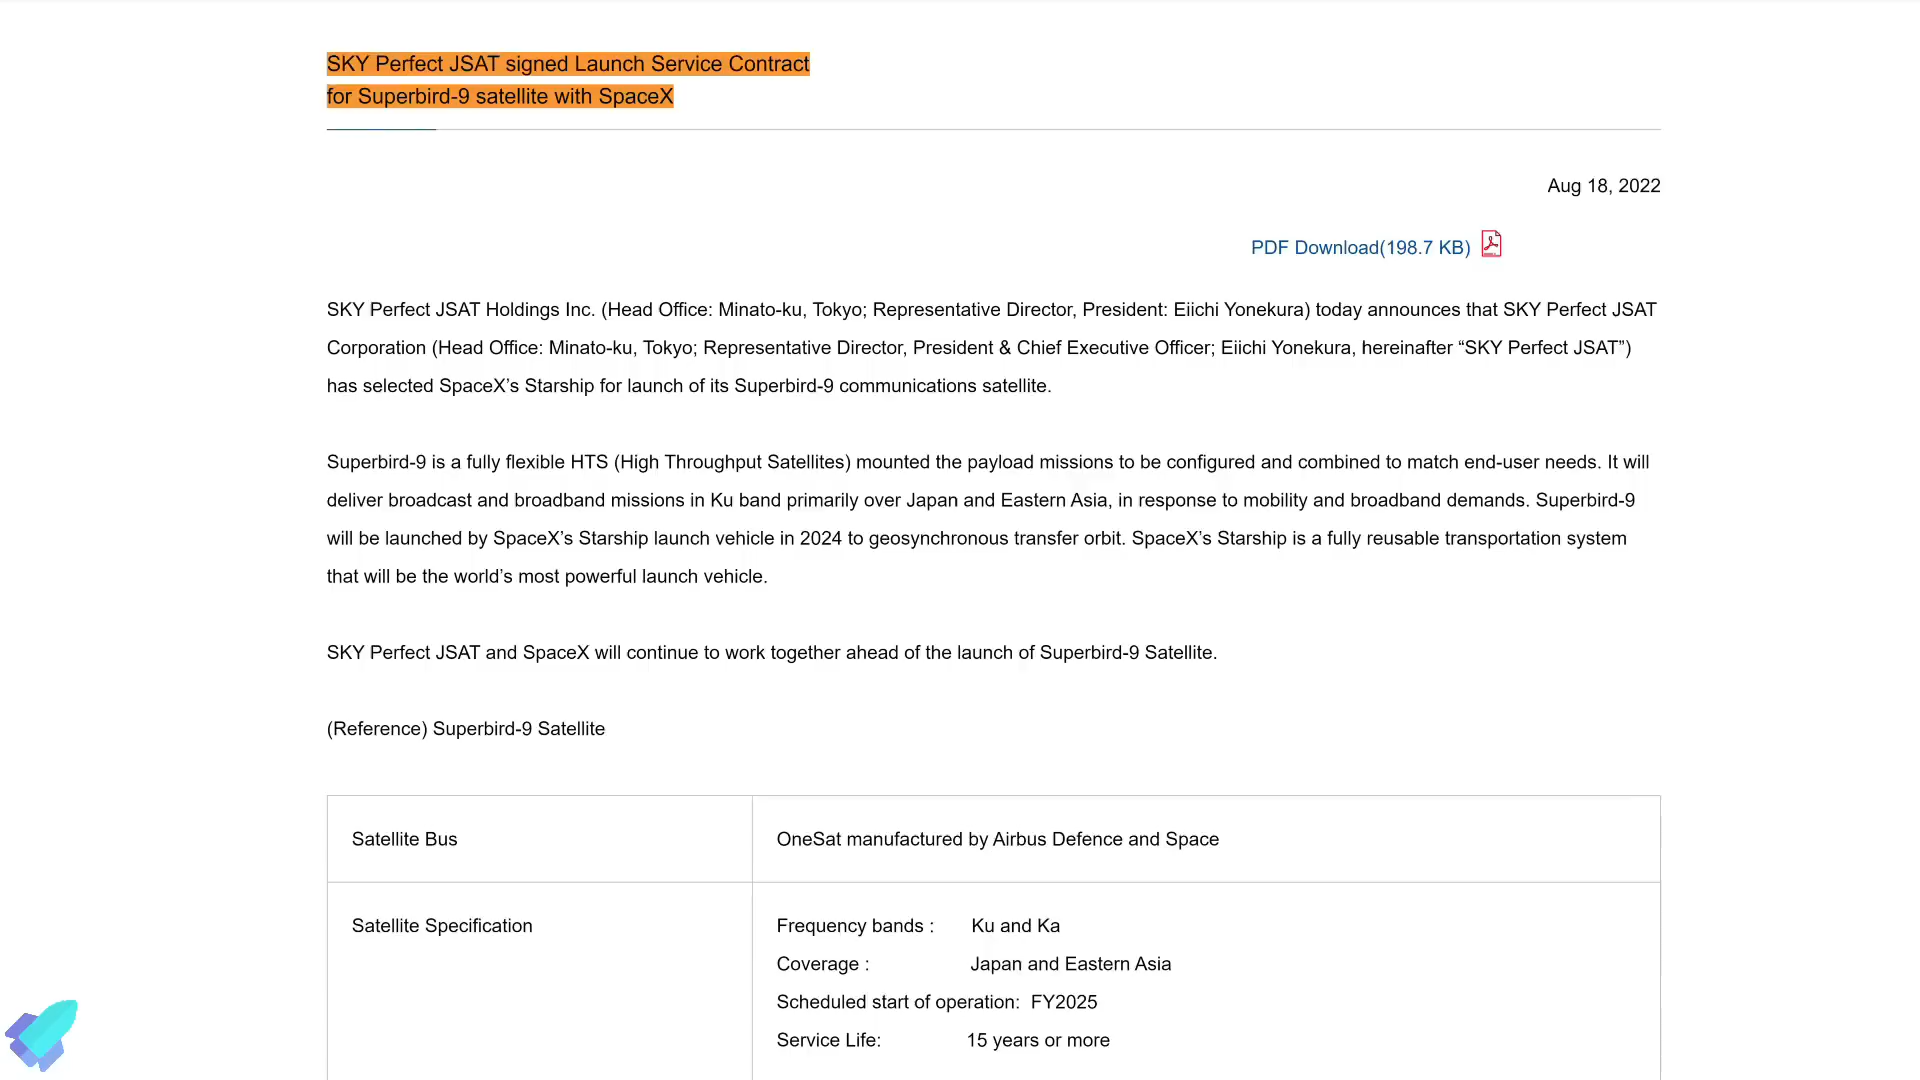 SKY Perfect JSAT signed Launch Service Contract
for Superbird-9 satellite with SpaceX
Aug 18, 2022
PDF Download(198.7 KB)
SKY Perfect JSAT Holdings Inc. (Head Office: Minato-ku, Tokyo; Representative Director, President: Eiichi Yonekura) today announces that SKY Perfect JSAT
Corporation (Head Office: Minato-ku, Tokyo; Representative Director, President & Chief Executive Officer; Eiichi Yonekura, hereinafter “SKY Perfect JSAT”)
has selected SpaceX’s Starship for launch of its Superbird-9 communications satellite.
Superbird-9 is a fully flexible HTS (High Throughput Satellites) mounted the payload missions to be configured and combined to match end-user needs. It will
deliver broadcast and broadband missions in Ku band primarily over Japan and Eastern Asia, in response to mobility and broadband demands. Superbird-9
will be launched by SpaceX’s Starship launch vehicle in 2024 to geosynchronous transfer orbit. SpaceX’s Starship is a fully reusable transportation system
that will be the world’s most powerful launch vehicle.
SKY Perfect JSAT and SpaceX will continue to work together ahead of the launch of Superbird-9 Satellite.
(Reference) Superbird-9 Satellite
Satellite Bus
OneSat manufactured by Airbus Defence and Space
Satellite Specification
Frequency bands : Ku and Ka
Coverage : Japan and Eastern Asia
Scheduled start of operation: FY2025
Service Life: 15 years or more